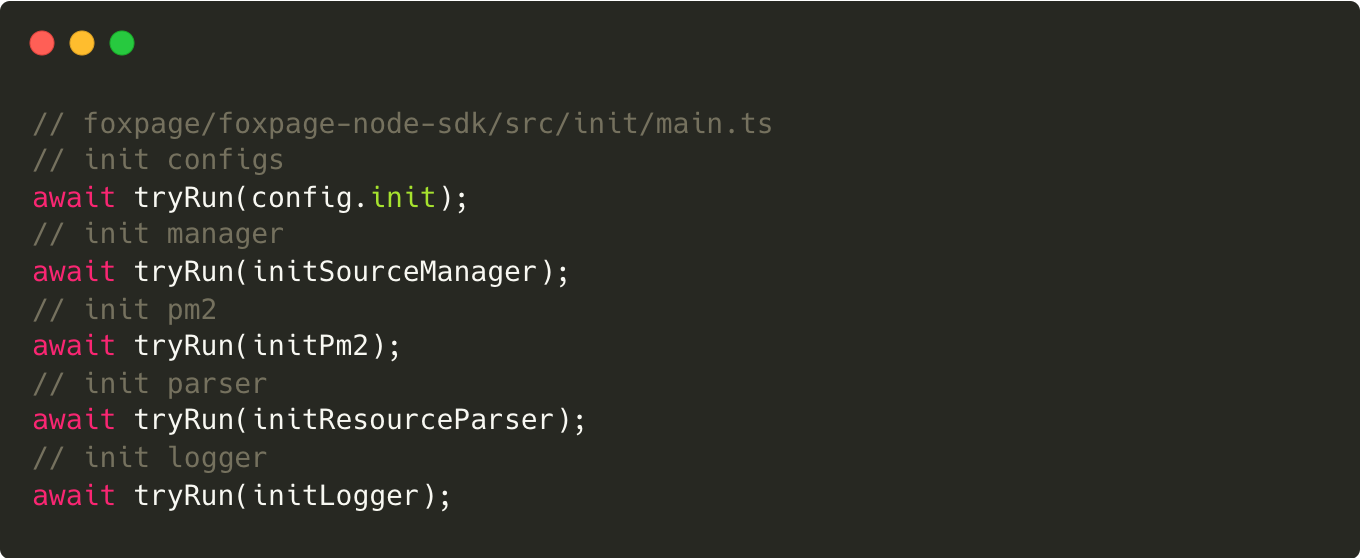 // foxpage/foxpage-node-sdk/src/init/main.ts
// init configs
await tryRun(config.init);
// init manager
await tryRun(initSourceManager);
// init pm2
await tryRun(initPm2);
// init parser
await tryRun(initResourceParser);
// init logger
await tryRun(initLogger);